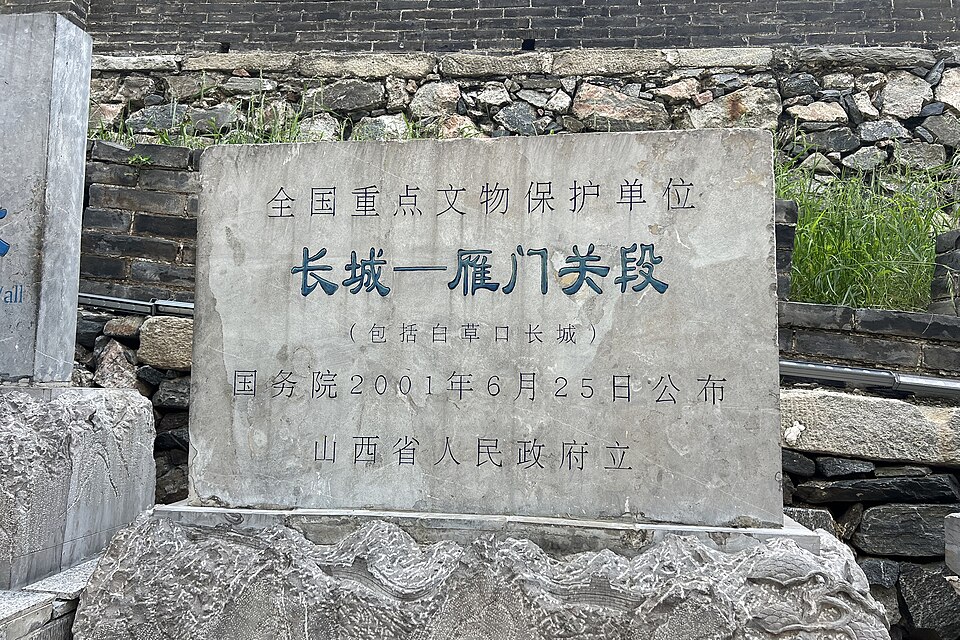 全国重点文物保护单位
长城一雁门关段
(包括白草口长城)
国务院2001年6月25日公布
山西省人民政府立